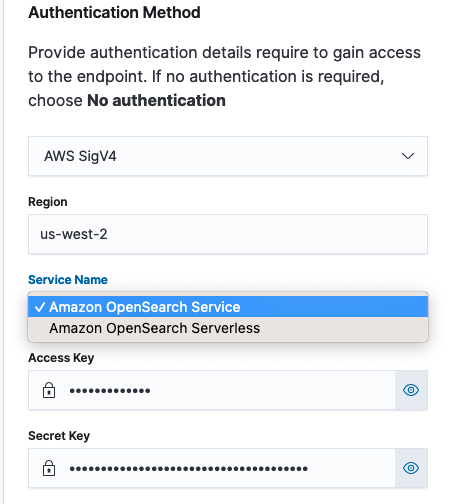 Authentication Method
Provide authentication details require to gain access
to the endpoint. If no authentication is required,
choose No authentication
AWS SigV4
Region
us-west-2
Service Name
✓ Amazon OpenSearch Service
Amazon OpenSearch Serverless
Access Key
•••••••••••••
Secret Key
•••••••••••••••••••••••••••••••••••••••